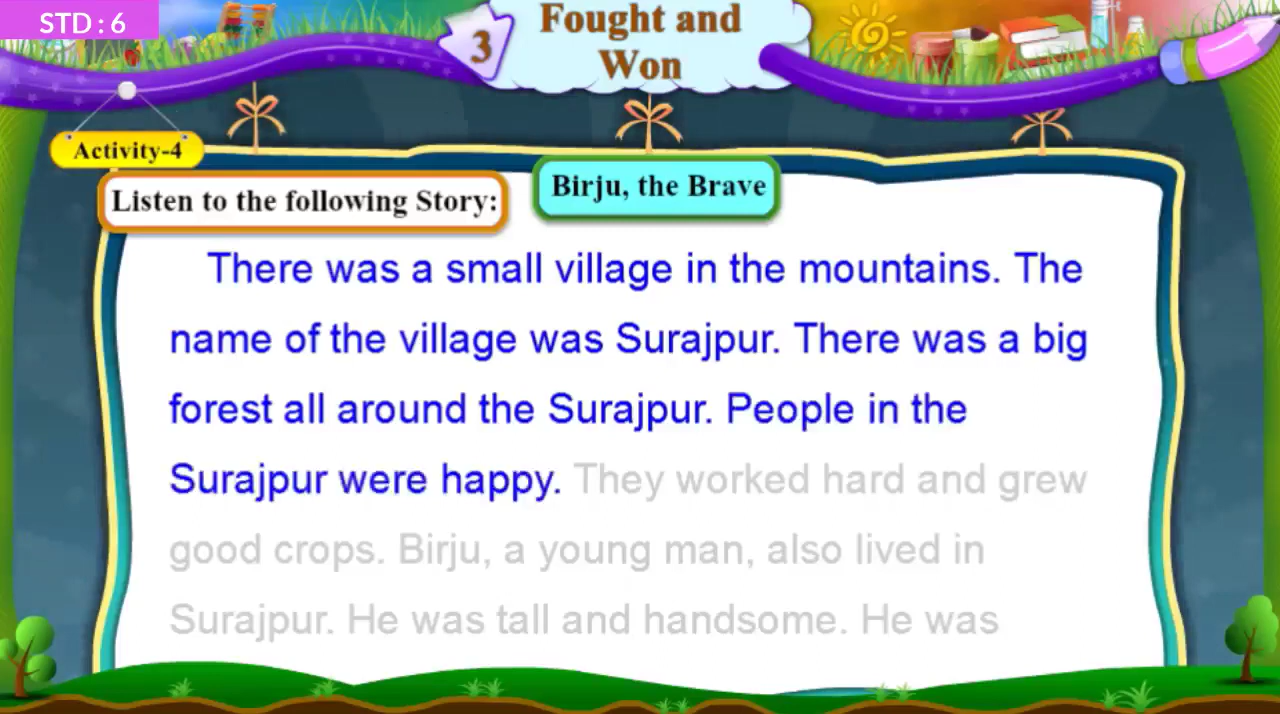 STD : 6
3
Fought and
Won
Activity-4
Listen to the following Story:
Birju, the Brave
There was a small village in the mountains. The
name of the village was Surajpur. There was a big
forest all around the Surajpur. People in the
Surajpur were happy. They worked hard and grew
good crops. Birju, a young man, also lived in
Surajpur. He was tall and handsome. He was